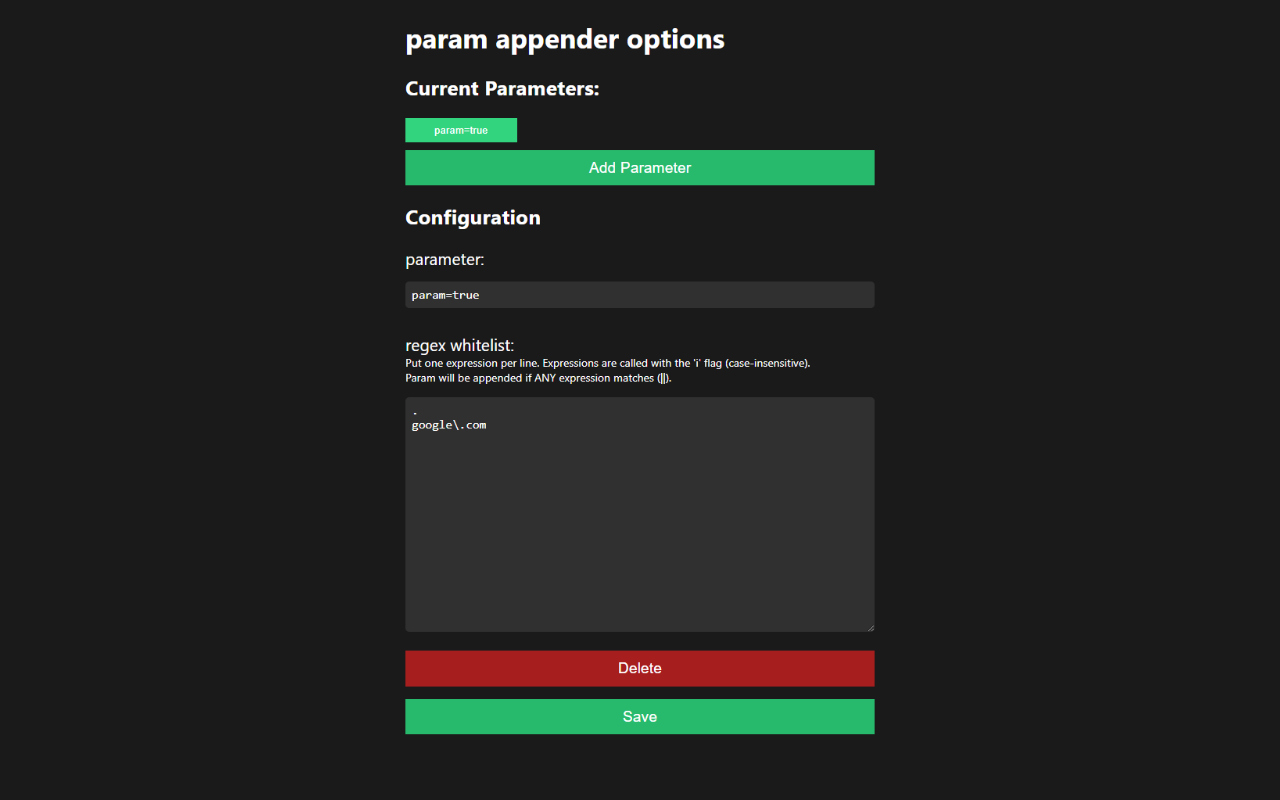 param appender options
Current Parameters:
param=true
Add Parameter
Configuration
parameter:
param=true
regex whitelist:
Put one expression per line. Expressions are called with the 'i' flag (case-insensitive).
Param will be appended if ANY expression matches (||).
.
google\.com
Delete
Save